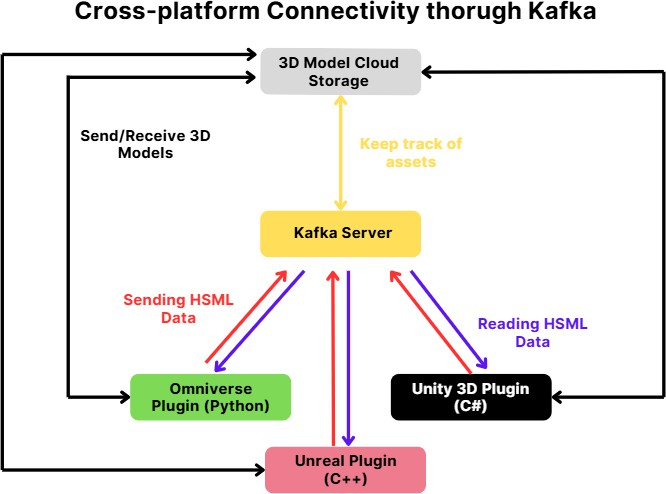 Cross-platform Connectivity thorugh Kafka
3D Model Cloud
Storage
Send/Receive 3D
Models
Keep track of
assets
Kafka Server
Sending HSML
Data
Reading HSML
Data
Omniverse
Plugin (Python)
Unity 3D Plugin
(C#)
Unreal Plugin
(C++)